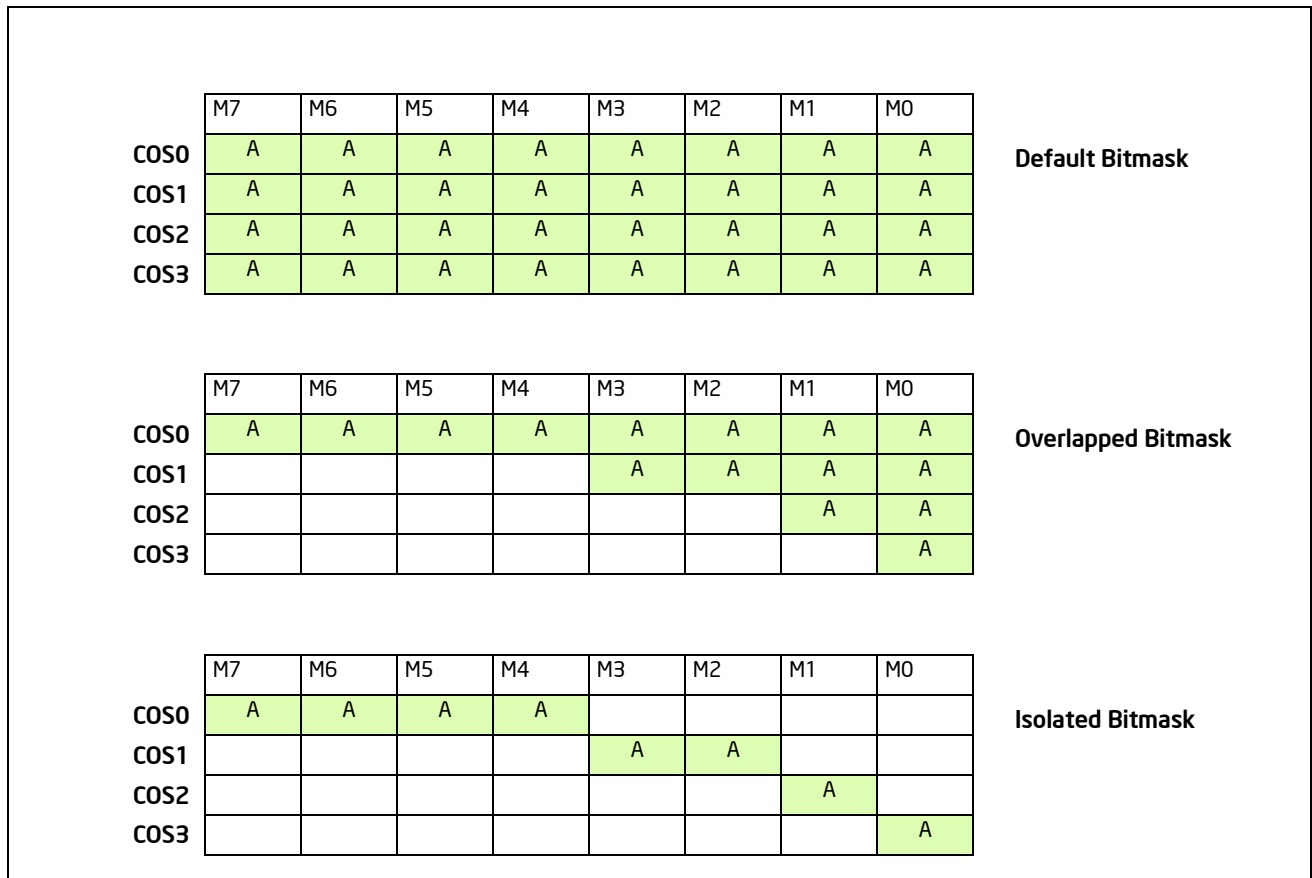 M7 M6 M5 M4 M3 M2 M1 M0
COS0 A A A A A A A A Default Bitmask
COS1 A A A A A A A A
COS2 A A A A A A A A
COS3 A A A A A A A A
M7 M6 M5 M4 M3 M2 M1 M0
COS0 A A A A A A A A Overlapped Bitmask
COS1 A A A A
COS2 A A
COS3 A
M7 M6 M5 M4 M3 M2 M1 M0
COS0 A A A A Isolated Bitmask
COS1 A A
COS2 A
COS3 A